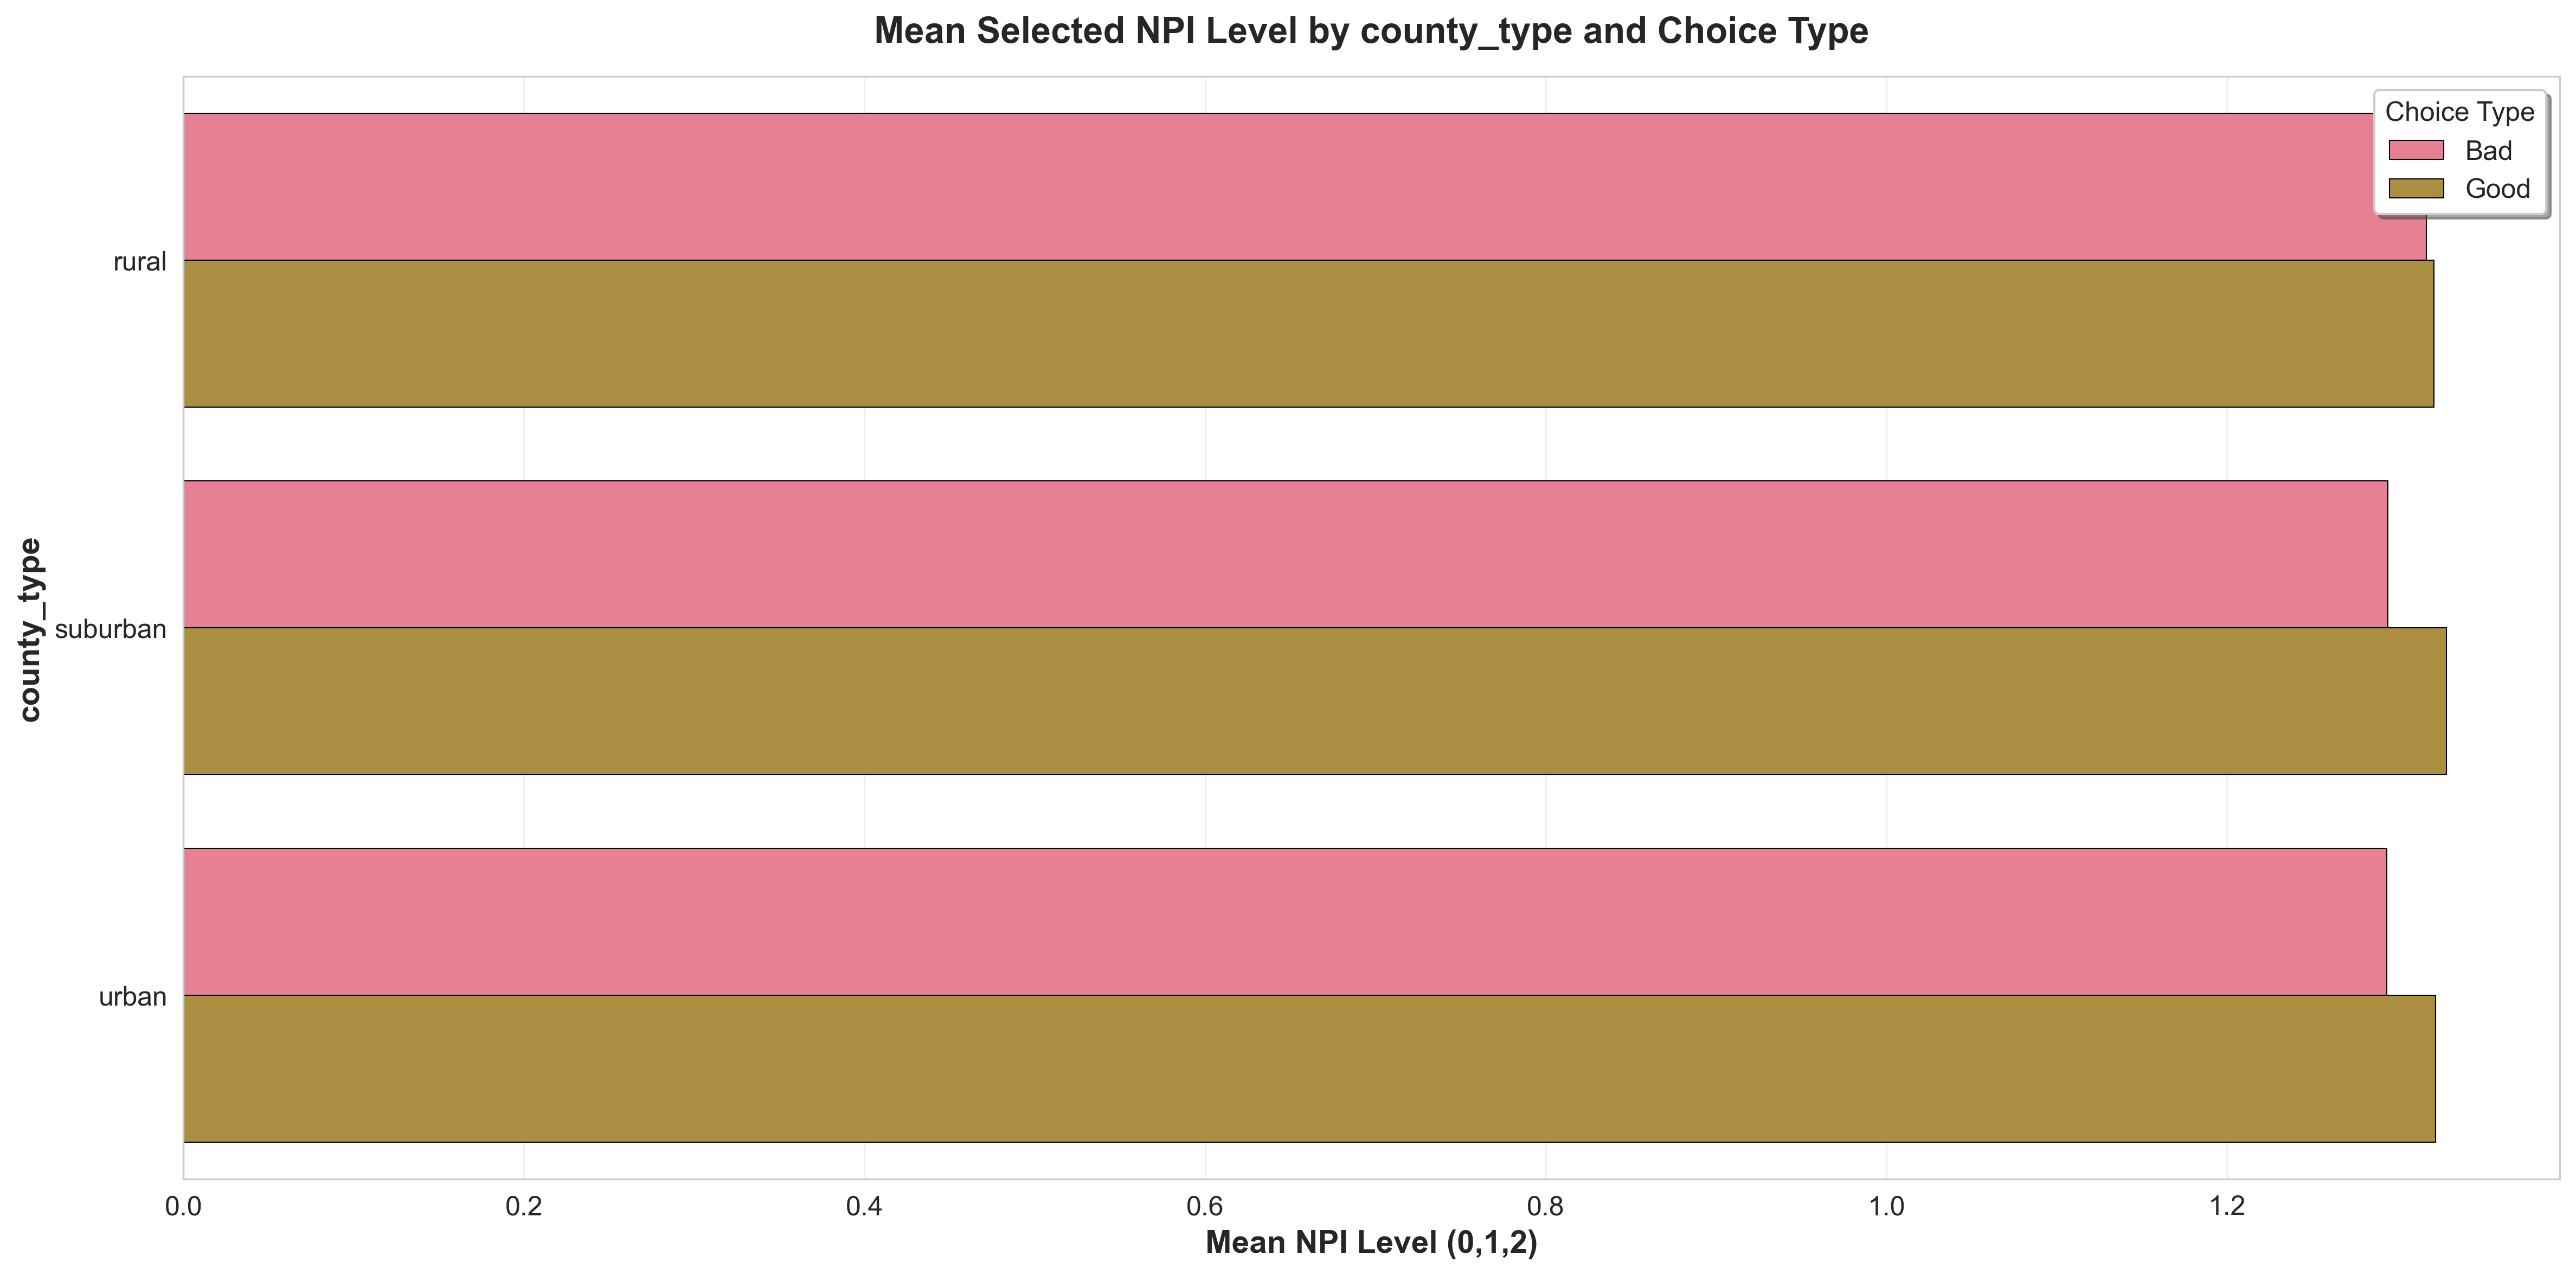 Mean Selected NPI Level by county_type and Choice Type
Choice Type
Bad
Good
county_type
rural
suburban
urban
0.0 0.2 0.4 0.6 0.8 1.0 1.2
Mean NPI Level (0,1,2)